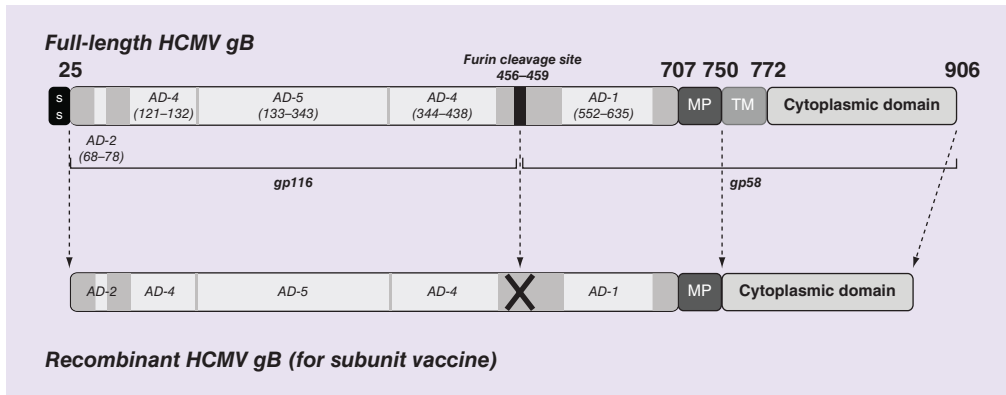 Full-length HCMV gB
Furin cleavage site
456–459
25
707 750 772
906
s
s
AD-4
(121–132)
AD-5
(133–343)
AD-4
(344–438)
AD-1
(552–635)
MP
TM
Cytoplasmic domain
AD-2
(68–78)
gp116
gp58
AD-2
AD-4
AD-5
AD-4
AD-1
MP
Cytoplasmic domain
Recombinant HCMV gB (for subunit vaccine)